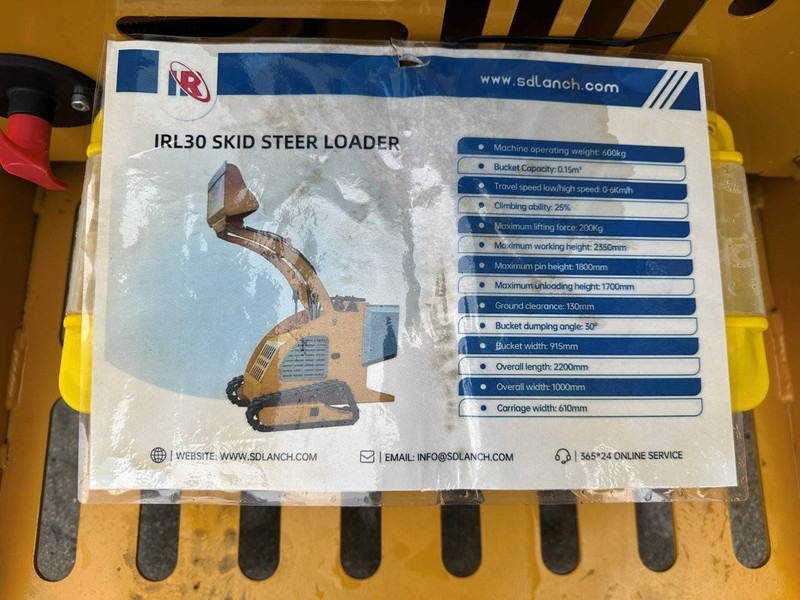 R
www.sdlanch.com
IRL30 SKID STEER LOADER
Machine operating weight: 600kg
Bucket Capacity: 0.15m³
Travel speed low/high speed: 0-6Km/h
Climbing ability: 25%
Maximum lifting force: 200Kg
Maximum working height: 2350mm
Maximum pin height: 1800mm
Maximum unloading height: 1700mm
Ground clearance: 130mm
Bucket dumping angle: 30°
Bucket width: 915mm
Overall length: 2200mm
Overall width: 1000mm
Carriage width: 610mm
| WEBSITE: WWW.SDLANCH.COM
| EMAIL: INFO@SDLANCH.COM
| 365*24 ONLINE SERVICE